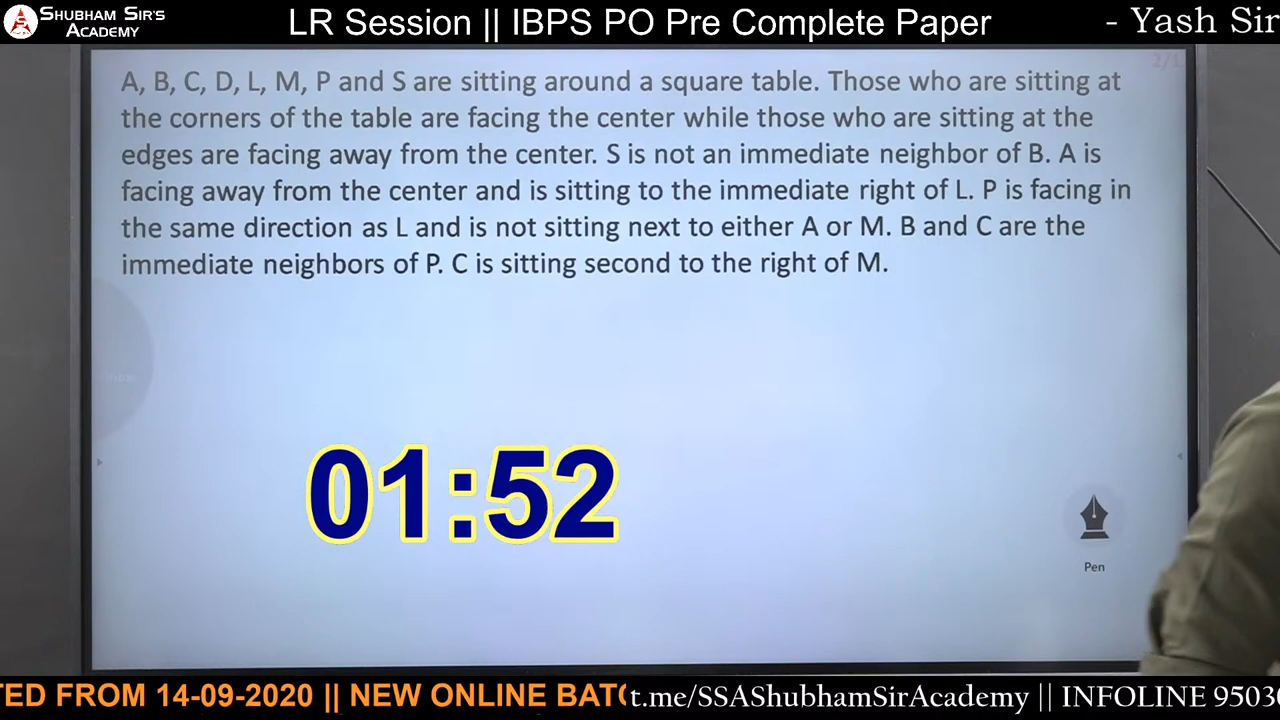 SHUBHAM SIR'S
ACADEMY
LR Session || IBPS PO Pre Complete Paper
- Yash Sir
2/1
A, B, C, D, L, M, P and S are sitting around a square table. Those who are sitting at
the corners of the table are facing the center while those who are sitting at the
edges are facing away from the center. S is not an immediate neighbor of B. A is
facing away from the center and is sitting to the immediate right of L. P is facing in
the same direction as L and is not sitting next to either A or M. B and C are the
immediate neighbors of P. C is sitting second to the right of M.
01:52
Pen
TED FROM 14-09-2020 || NEW ONLINE BATC
t.me/SSAShubhamSirAcademy || INFOLINE 9503